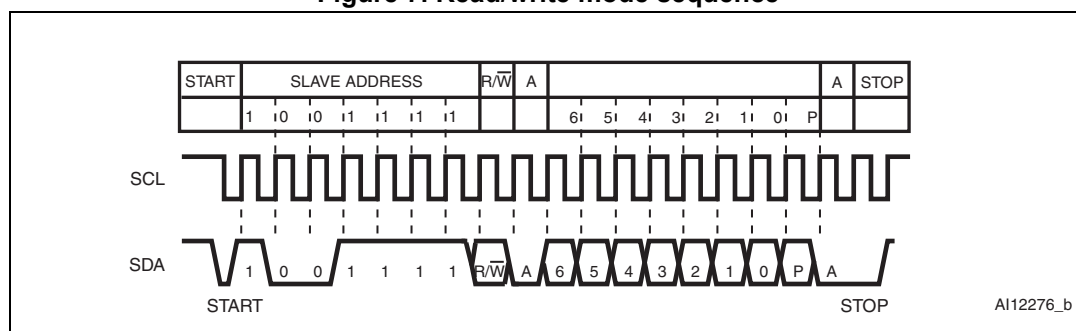 Figure 7. Read/write mode sequence
START SLAVE ADDRESS R/W̅ A A STOP
1 0 0 1 1 1 1 6 5 4 3 2 1 0 P
SCL
SDA 1 0 0 1 1 1 1 R/W̅ A 6 5 4 3 2 1 0 P A
START STOP AI12276_b